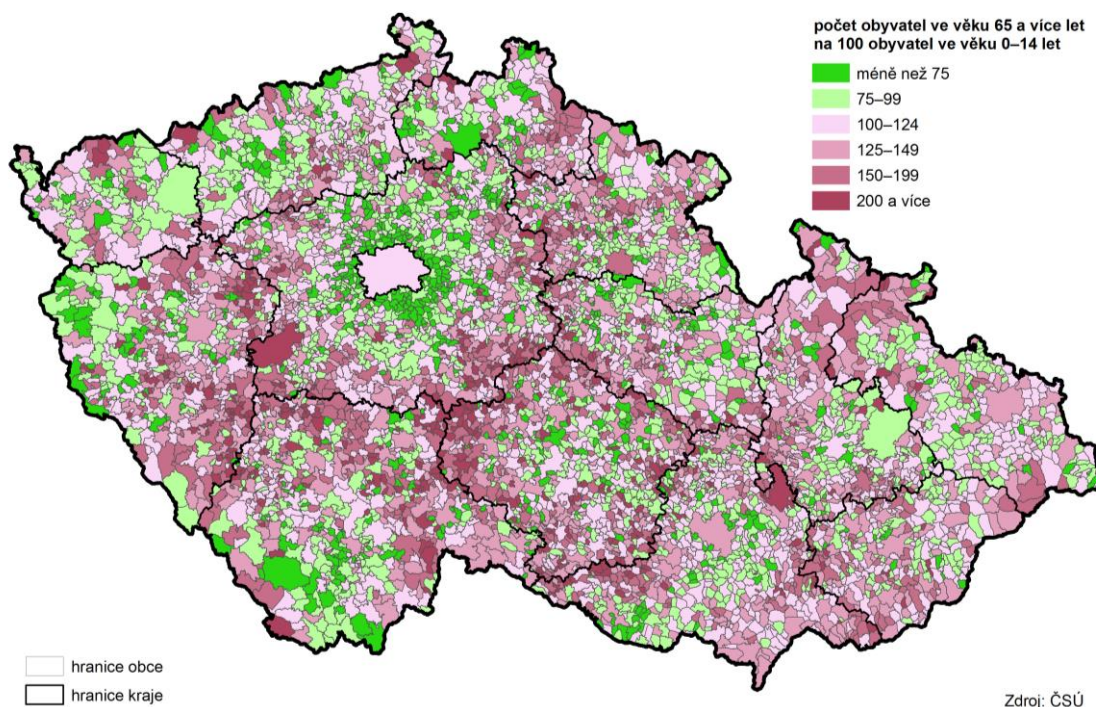 počet obyvatel ve věku 65 a více let
na 100 obyvatel ve věku 0–14 let
méně než 75
75–99
100–124
125–149
150–199
200 a více
hranice obce
hranice kraje
Zdroj: ČSÚ